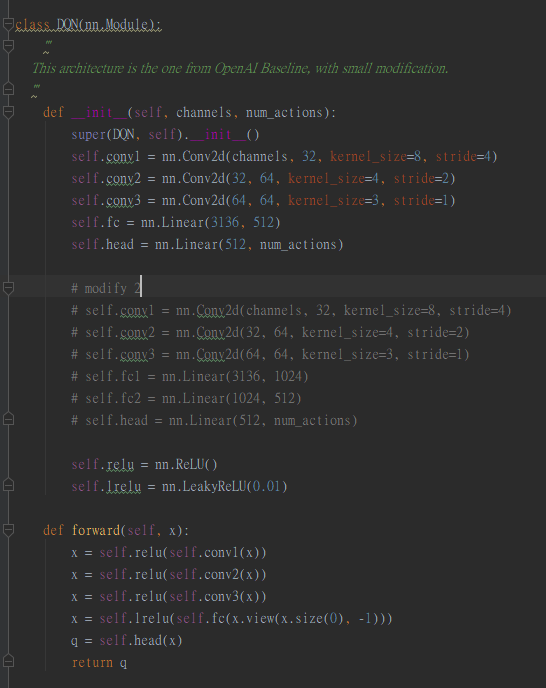 class DQN(nn.Module):
'''
This architecture is the one from OpenAI Baseline, with small modification.
'''
def __init__(self, channels, num_actions):
super(DQN, self).__init__()
self.conv1 = nn.Conv2d(channels, 32, kernel_size=8, stride=4)
self.conv2 = nn.Conv2d(32, 64, kernel_size=4, stride=2)
self.conv3 = nn.Conv2d(64, 64, kernel_size=3, stride=1)
self.fc = nn.Linear(3136, 512)
self.head = nn.Linear(512, num_actions)
# modify 2
# self.conv1 = nn.Conv2d(channels, 32, kernel_size=8, stride=4)
# self.conv2 = nn.Conv2d(32, 64, kernel_size=4, stride=2)
# self.conv3 = nn.Conv2d(64, 64, kernel_size=3, stride=1)
# self.fc1 = nn.Linear(3136, 1024)
# self.fc2 = nn.Linear(1024, 512)
# self.head = nn.Linear(512, num_actions)
self.relu = nn.ReLU()
self.lrelu = nn.LeakyReLU(0.01)
def forward(self, x):
x = self.relu(self.conv1(x))
x = self.relu(self.conv2(x))
x = self.relu(self.conv3(x))
x = self.lrelu(self.fc(x.view(x.size(0), -1)))
q = self.head(x)
return q